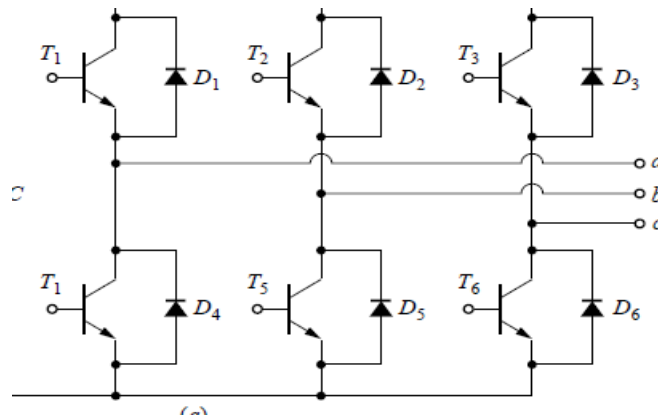 T₁ D₁ T₂ D₂ T₃ D₃
a
C b
T₁ D₄ T₅ D₅ T₆ D₆